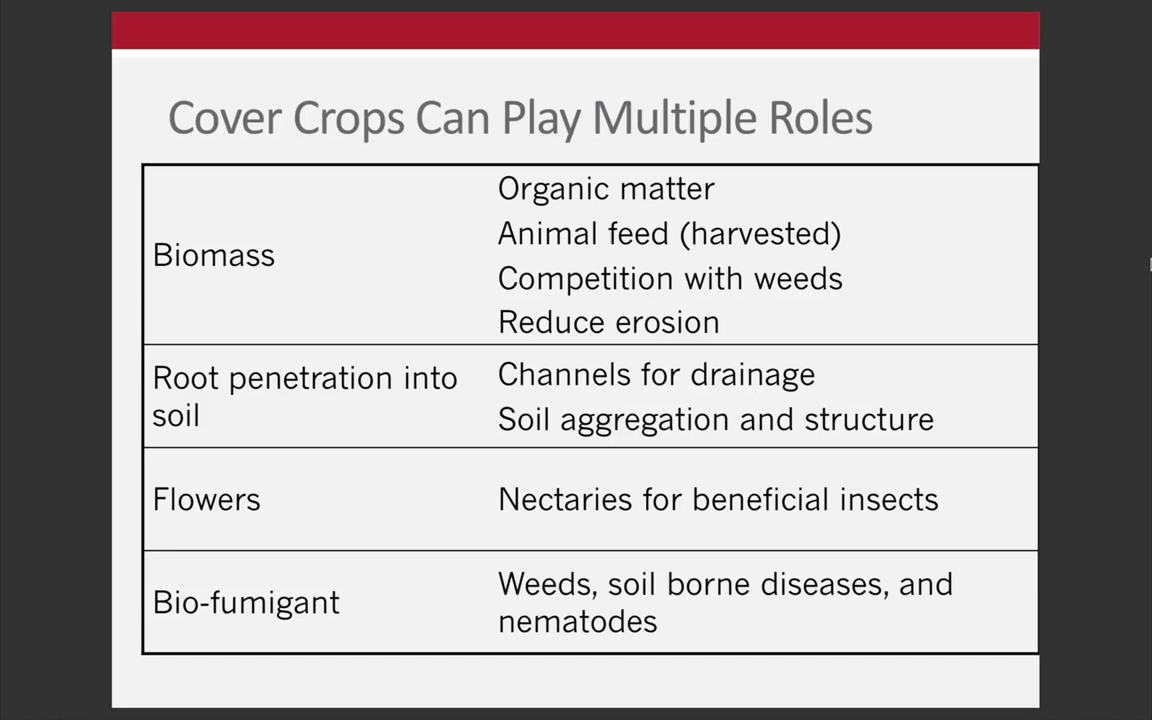 Cover Crops Can Play Multiple Roles
Biomass
Organic matter
Animal feed (harvested)
Competition with weeds
Reduce erosion
Root penetration into
soil
Channels for drainage
Soil aggregation and structure
Flowers
Nectaries for beneficial insects
Bio-fumigant
Weeds, soil borne diseases, and
nematodes